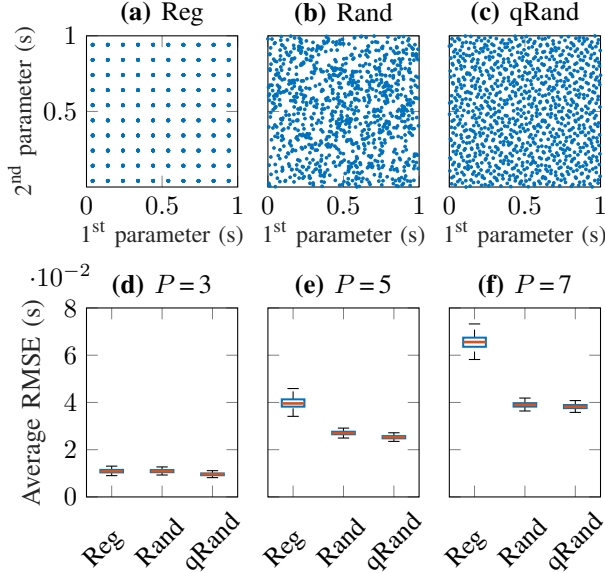 (a) Reg (b) Rand (c) qRand
2nd parameter (s)
1
0.5
0 0.5 1 0 0.5 1 0 0.5 1
1st parameter (s) 1st parameter (s) 1st parameter (s)
·10−2
(d) P = 3 (e) P = 5 (f) P = 7
Average RMSE (s)
8
6
4
2
0
Reg Rand qRand Reg Rand qRand Reg Rand qRand